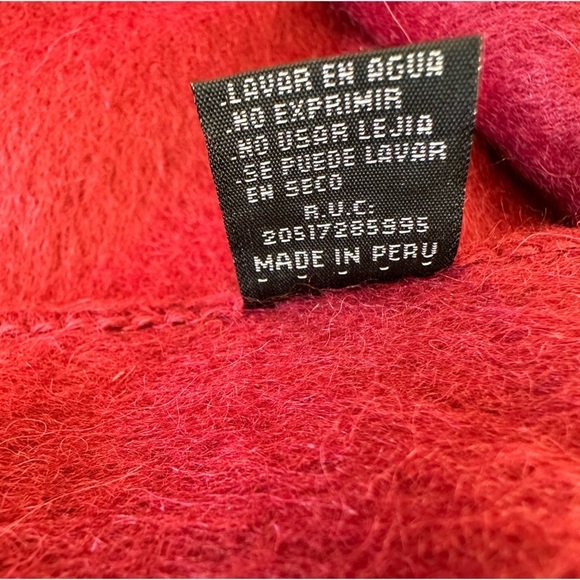 .LAVAR EN AGUA
.NO EXPRIMIR
.NO USAR LEJIA
.SE PUEDE LAVAR
EN SECO
R.U.C:
20517285995
MADE IN PERU